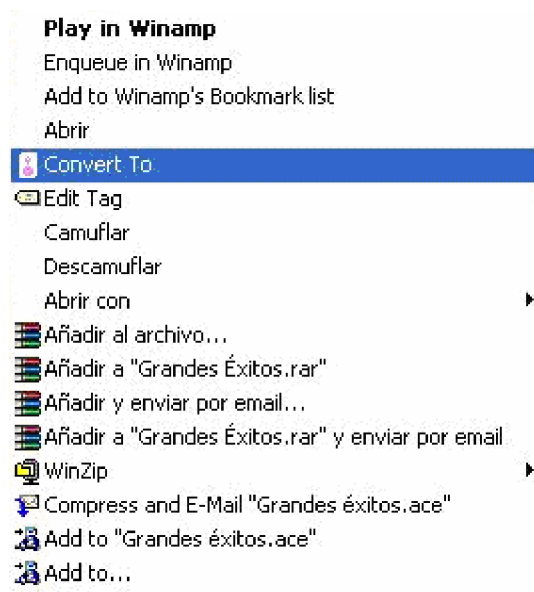 Play in Winamp
Enqueue in Winamp
Add to Winamp's Bookmark list
Abrir
Convert To
Edit Tag
Camuflar
Descamuflar
Abrir con
Añadir al archivo...
Añadir a "Grandes Éxitos.rar"
Añadir y enviar por email...
Añadir a "Grandes Éxitos.rar" y enviar por email
WinZip
Compress and E-Mail "Grandes éxitos.ace"
Add to "Grandes éxitos.ace"
Add to...